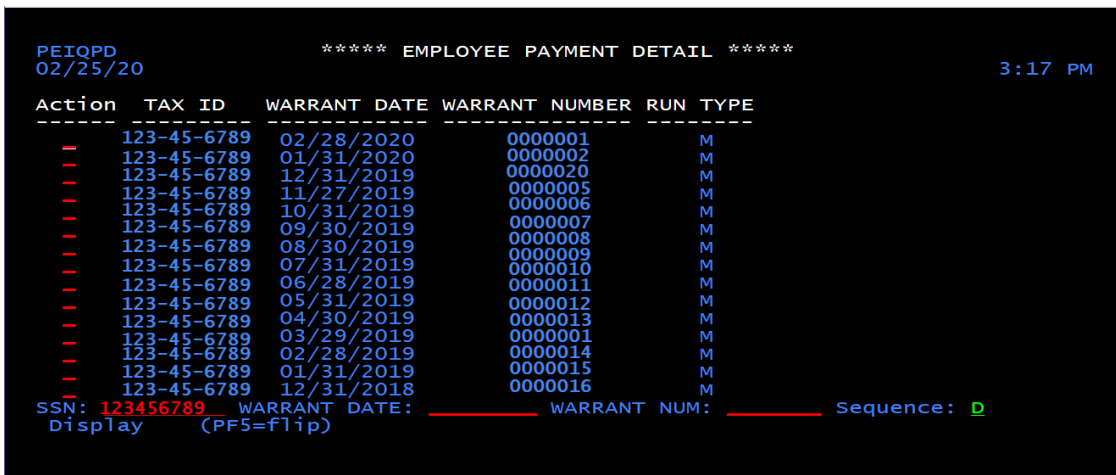 PEIQPD ***** EMPLOYEE PAYMENT DETAIL *****
02/25/20 3:17 PM
Action TAX ID WARRANT DATE WARRANT NUMBER RUN TYPE
------ --------- ------------ -------------- --------
_ 123-45-6789 02/28/2020 0000001 M
_ 123-45-6789 01/31/2020 0000002 M
_ 123-45-6789 12/31/2019 0000020 M
_ 123-45-6789 11/27/2019 0000005 M
_ 123-45-6789 10/31/2019 0000006 M
_ 123-45-6789 09/30/2019 0000007 M
_ 123-45-6789 08/30/2019 0000008 M
_ 123-45-6789 07/31/2019 0000009 M
_ 123-45-6789 06/28/2019 0000010 M
_ 123-45-6789 05/31/2019 0000011 M
_ 123-45-6789 04/30/2019 0000012 M
_ 123-45-6789 03/29/2019 0000013 M
_ 123-45-6789 02/28/2019 0000001 M
_ 123-45-6789 01/31/2019 0000014 M
_ 123-45-6789 12/31/2018 0000015 M
0000016
SSN: 123456789 WARRANT DATE: __________ WARRANT NUM: _______ Sequence: D
Display (PF5=flip)